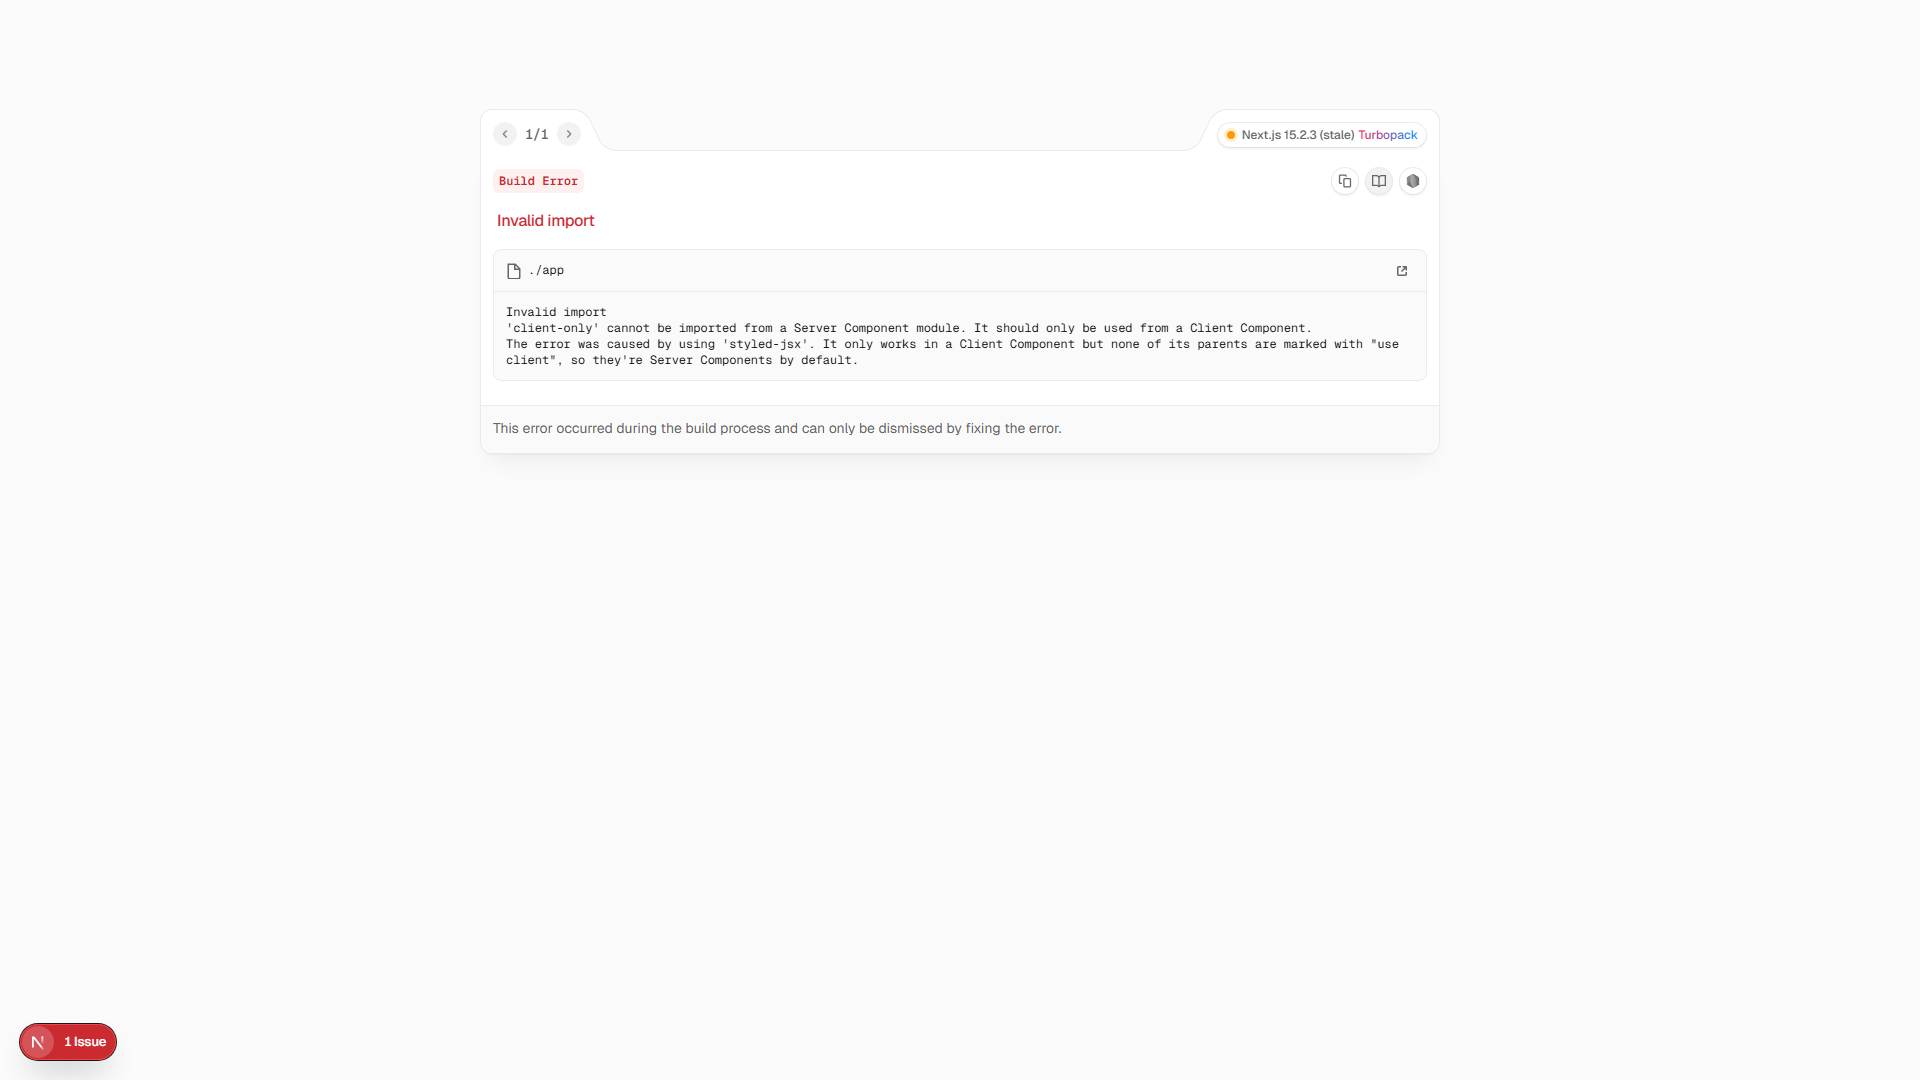 1/1
Next.js 15.2.3 (stale) Turbopack
Build Error
Invalid import
./app
Invalid import
'client-only' cannot be imported from a Server Component module. It should only be used from a Client Component.
The error was caused by using 'styled-jsx'. It only works in a Client Component but none of its parents are marked with "use
client", so they're Server Components by default.
This error occurred during the build process and can only be dismissed by fixing the error.
N
1 Issue